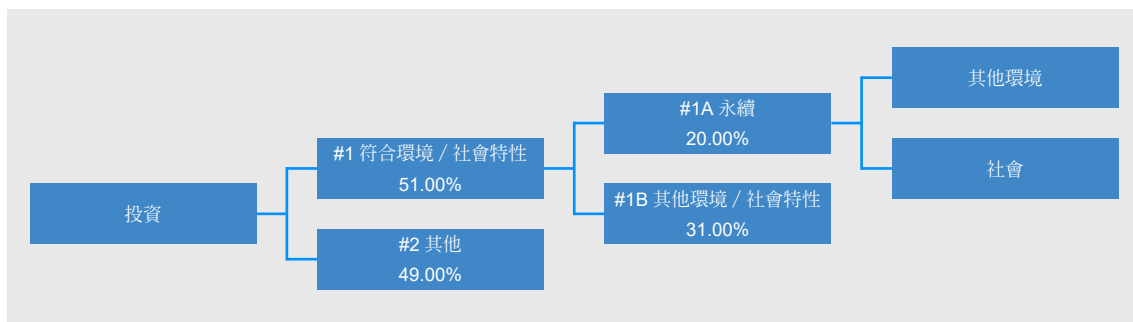 投資
#1 符合環境 / 社會特性
51.00%
#2 其他
49.00%
#1A 永續
20.00%
#1B 其他環境 / 社會特性
31.00%
其他環境
社會